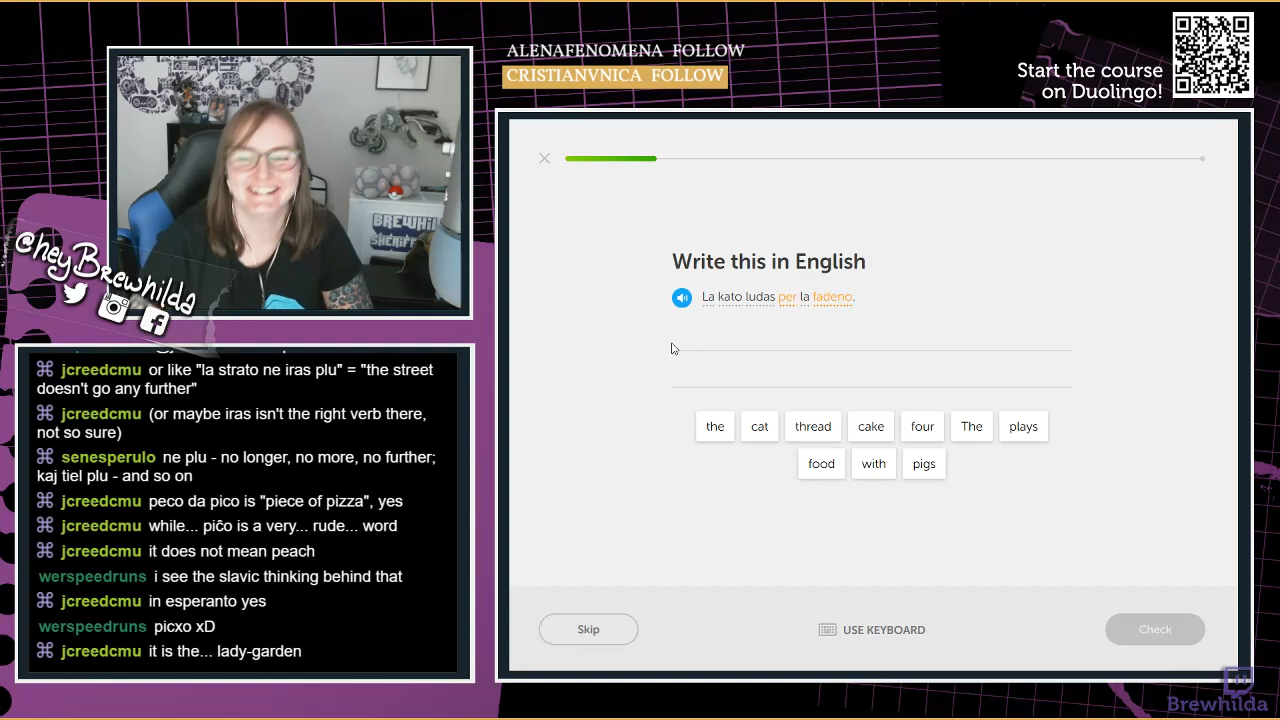 ALENAFENOMENA FOLLOW
CRISTIANVNICA FOLLOW
Start the course
on Duolingo!
@heyBrewhilda
BREWHIL
SHERIFF
Write this in English
La kato ludas per la fadeno.
the cat thread cake four The plays
food with pigs
Skip
USE KEYBOARD
Check
jcreedcmu or like "la strato ne iras plu" = "the street
doesn't go any further"
jcreedcmu (or maybe iras isn't the right verb there,
not so sure)
senesperulo ne plu - no longer, no more, no further;
kaj tiel plu - and so on
jcreedcmu peco da pico is "piece of pizza", yes
jcreedcmu while... piĉo is a very... rude... word
jcreedcmu it does not mean peach
werspeedruns i see the slavic thinking behind that
jcreedcmu in esperanto yes
werspeedruns picxo xD
jcreedcmu it is the... lady-garden
Brewhilda